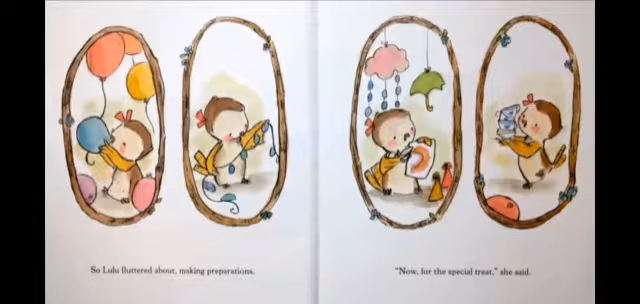 So Lulu fluttered about, making preparations.
"Now, for the special treat," she said.